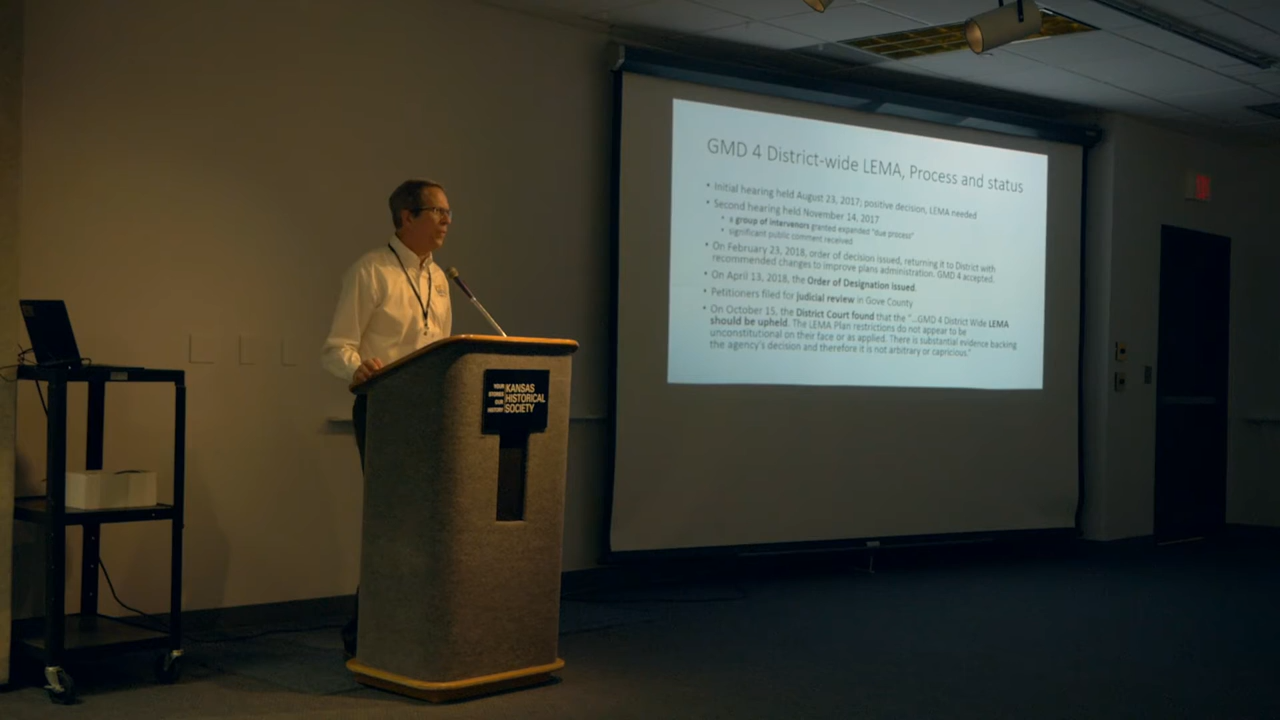 GMD 4 District-wide LEMA, Process and status
• Initial hearing held August 23, 2017; positive decision, LEMA needed
• Second hearing held November 14, 2017
• a group of intervenors granted expanded "due process"
• significant public comment received
• On February 23, 2018, order of decision issued, returning it to District with
recommended changes to improve plans administration. GMD 4 accepted.
• On April 13, 2018, the Order of Designation issued.
• Petitioners filed for judicial review in Gove County
• On October 15, the District Court found that the "...GMD 4 District Wide LEMA
should be upheld. The LEMA Plan restrictions do not appear to be
unconstitutional on their face or as applied. There is substantial evidence backing
the agency's decision and therefore it is not arbitrary or capricious."
YOUR
STORIES
OUR
HISTORY
KANSAS
HISTORICAL
SOCIETY